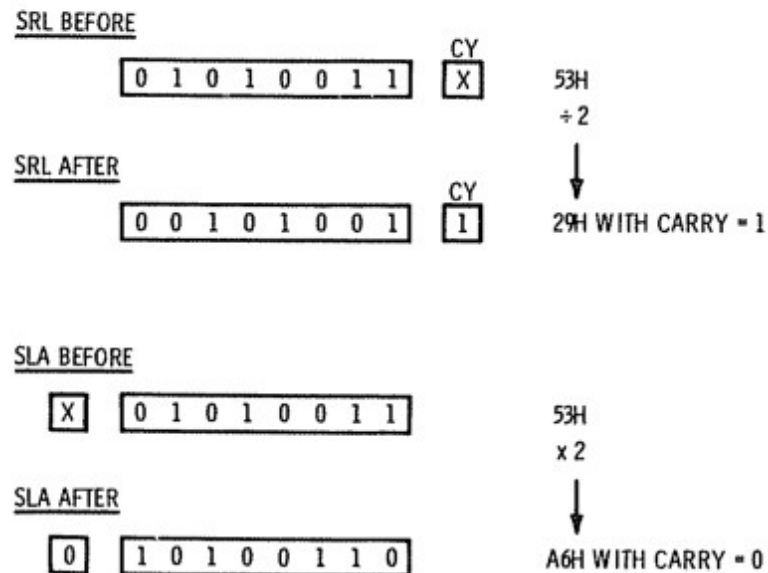 SRL BEFORE
CY
0 1 0 1 0 0 1 1 X 53H
÷ 2
SRL AFTER
CY
0 0 1 0 1 0 0 1 1 29H WITH CARRY = 1
SLA BEFORE
X 0 1 0 1 0 0 1 1 53H
x 2
SLA AFTER
0 1 0 1 0 0 1 1 0 A6H WITH CARRY = 0